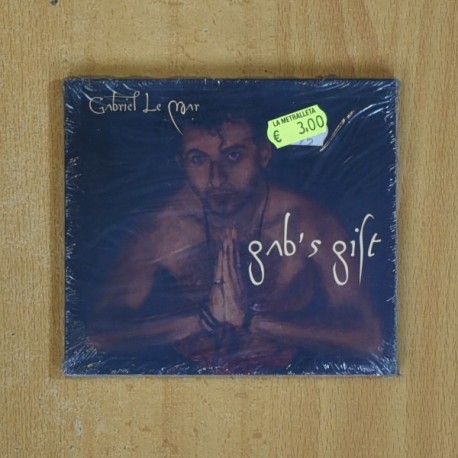 Gabriel Le Mar
LA METRALLETA
€ 3,00
gab's gift